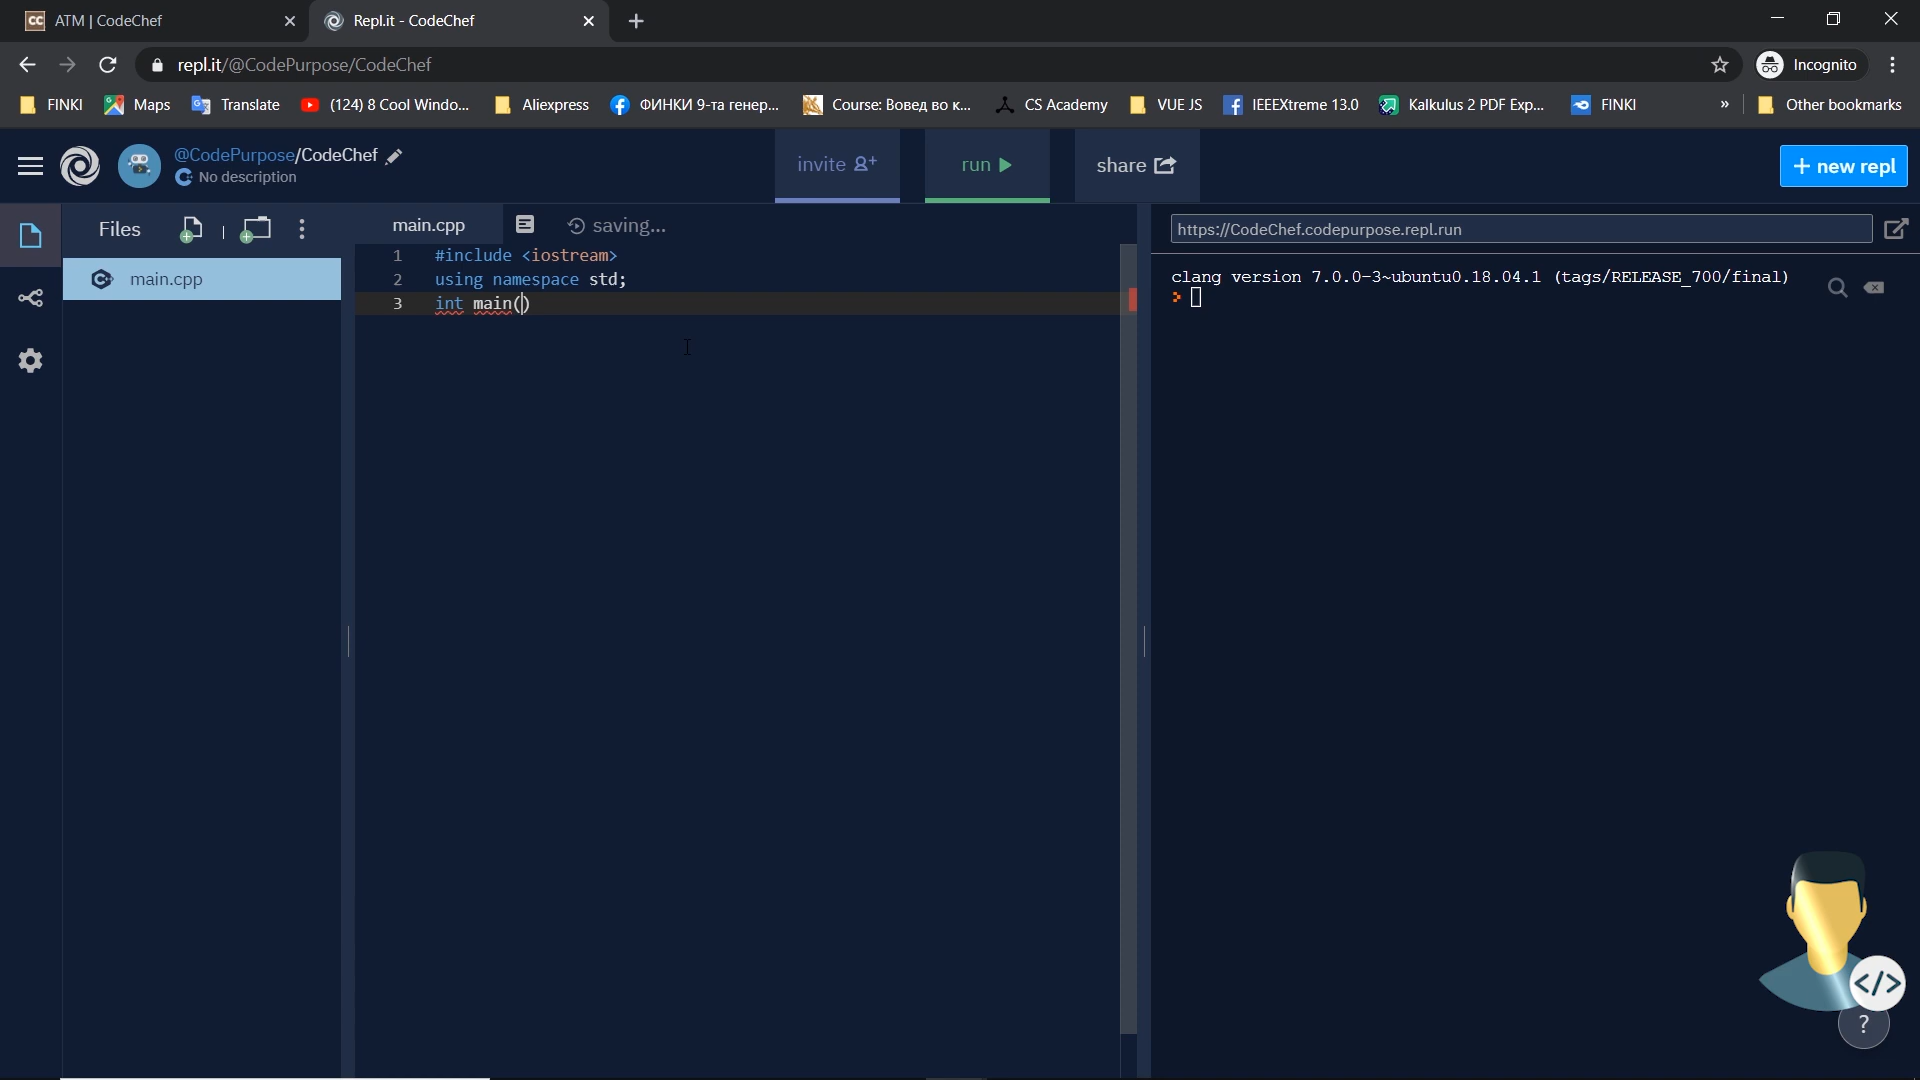 CC ATM | CodeChef
Repl.it - CodeChef
repl.it/@CodePurpose/CodeChef
Incognito
FINKI
Maps
Translate
(124) 8 Cool Windo...
Aliexpress
ФИНКИ 9-та генер...
Course: Вовед во к...
CS Academy
VUE JS
IEEEXtreme 13.0
Kalkulus 2 PDF Exp...
FINKI
»
Other bookmarks
@CodePurpose/CodeChef
No description
invite
run
share
+ new repl
Files
main.cpp
saving...
https://CodeChef.codepurpose.repl.run
main.cpp
1 #include <iostream>
2 using namespace std;
3 int main()
clang version 7.0.0-3~ubuntu0.18.04.1 (tags/RELEASE_700/final)
>
</>
?